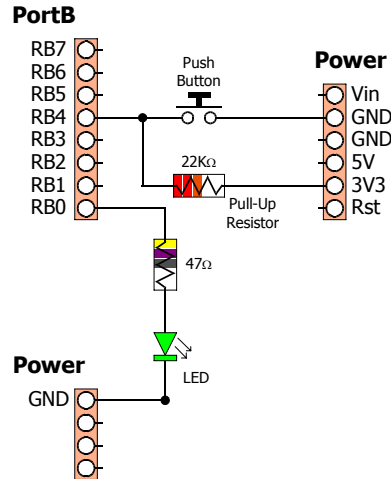 PortB
RB7
RB6
RB5
RB4
RB3
RB2
RB1
RB0
Push
Button
Power
Vin
GND
GND
5V
3V3
Rst
22KΩ
Pull-Up
Resistor
47Ω
LED
Power
GND